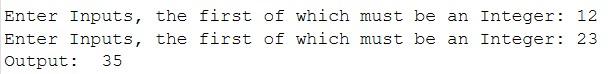 Enter Inputs, the first of which must be an Integer: 12
Enter Inputs, the first of which must be an Integer: 23
Output:  35